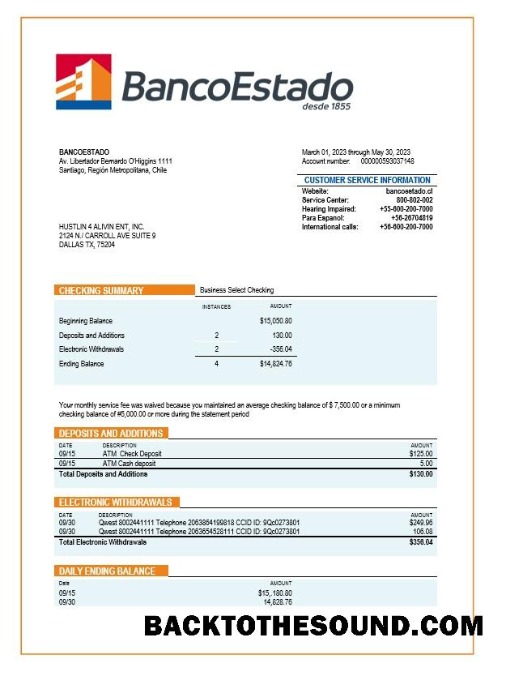 BancoEstado
desde 1855
BANCOESTADO
Av. Libertador Bernardo O'Higgins 1111
Santiago, Región Metropolitana, Chile
March 01, 2023 through May 30, 2023
Account number: 000000593037148
CUSTOMER SERVICE INFORMATION
Website: bancoestado.cl
Service Center: 800-802-002
Hearing Impaired: +55-600-200-7000
Para Espanol: +56-26704819
International calls: +56-600-200-7000
HUSTLIN 4 ALIVIN ENT, INC.
2124 N./ CARROLL AVE SUITE 9
DALLAS TX, 75204
CHECKING SUMMARY Business Select Checking
INSTANCES AMOUNT
Beginning Balance $15,050.80
Deposits and Additions 2 130.00
Electronic Withdrawals 2 -356.04
Ending Balance 4 $14,824.76
Your monthly service fee was waived because you maintained an average checking balance of $ 7,500.00 or a minimum
checking balance of #5,000.00 or more during the statement period
DEPOSITS AND ADDITIONS
DATE DESCRIPTION AMOUNT
09/15 ATM Check Deposit $125.00
09/15 ATM Cash deposit 5.00
Total Deposits and Additions $130.00
ELECTRONIC WITHDRAWALS
DATE DESCRIPTION AMOUNT
09/30 Qwest 8002441111 Telephone 2063864199818 CCID ID: 9Qc0273801 $249.96
09/30 Qwest 8002441111 Telephone 2063654528111 CCID ID: 9Qc0273801 106.08
Total Electronic Withdrawals $356.04
DAILY ENDING BALANCE
Date AMOUNT
09/15 $15, 180.80
09/30 14,828.76
BACKTOTHESOUND.COM